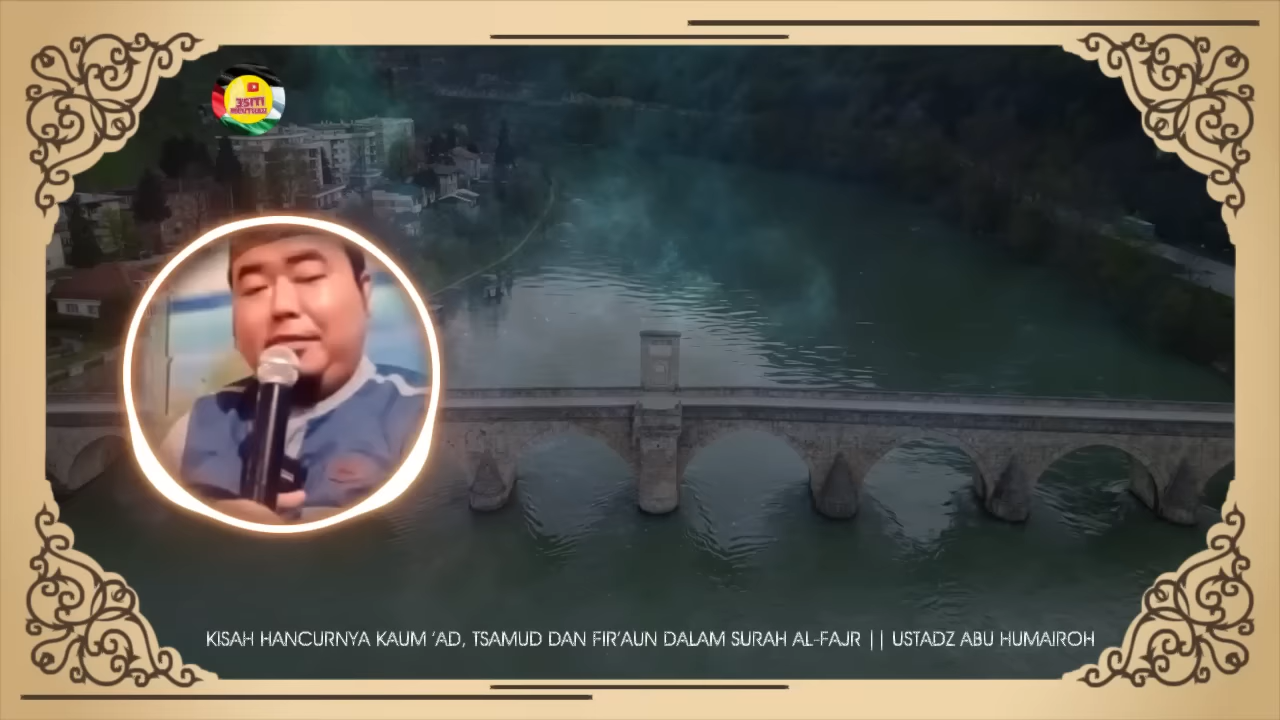 KISAH HANCURNYA KAUM 'AD, TSAMUD DAN FIR'AUN DALAM SURAH AL-FAJR || USTADZ ABU HUMAIROH